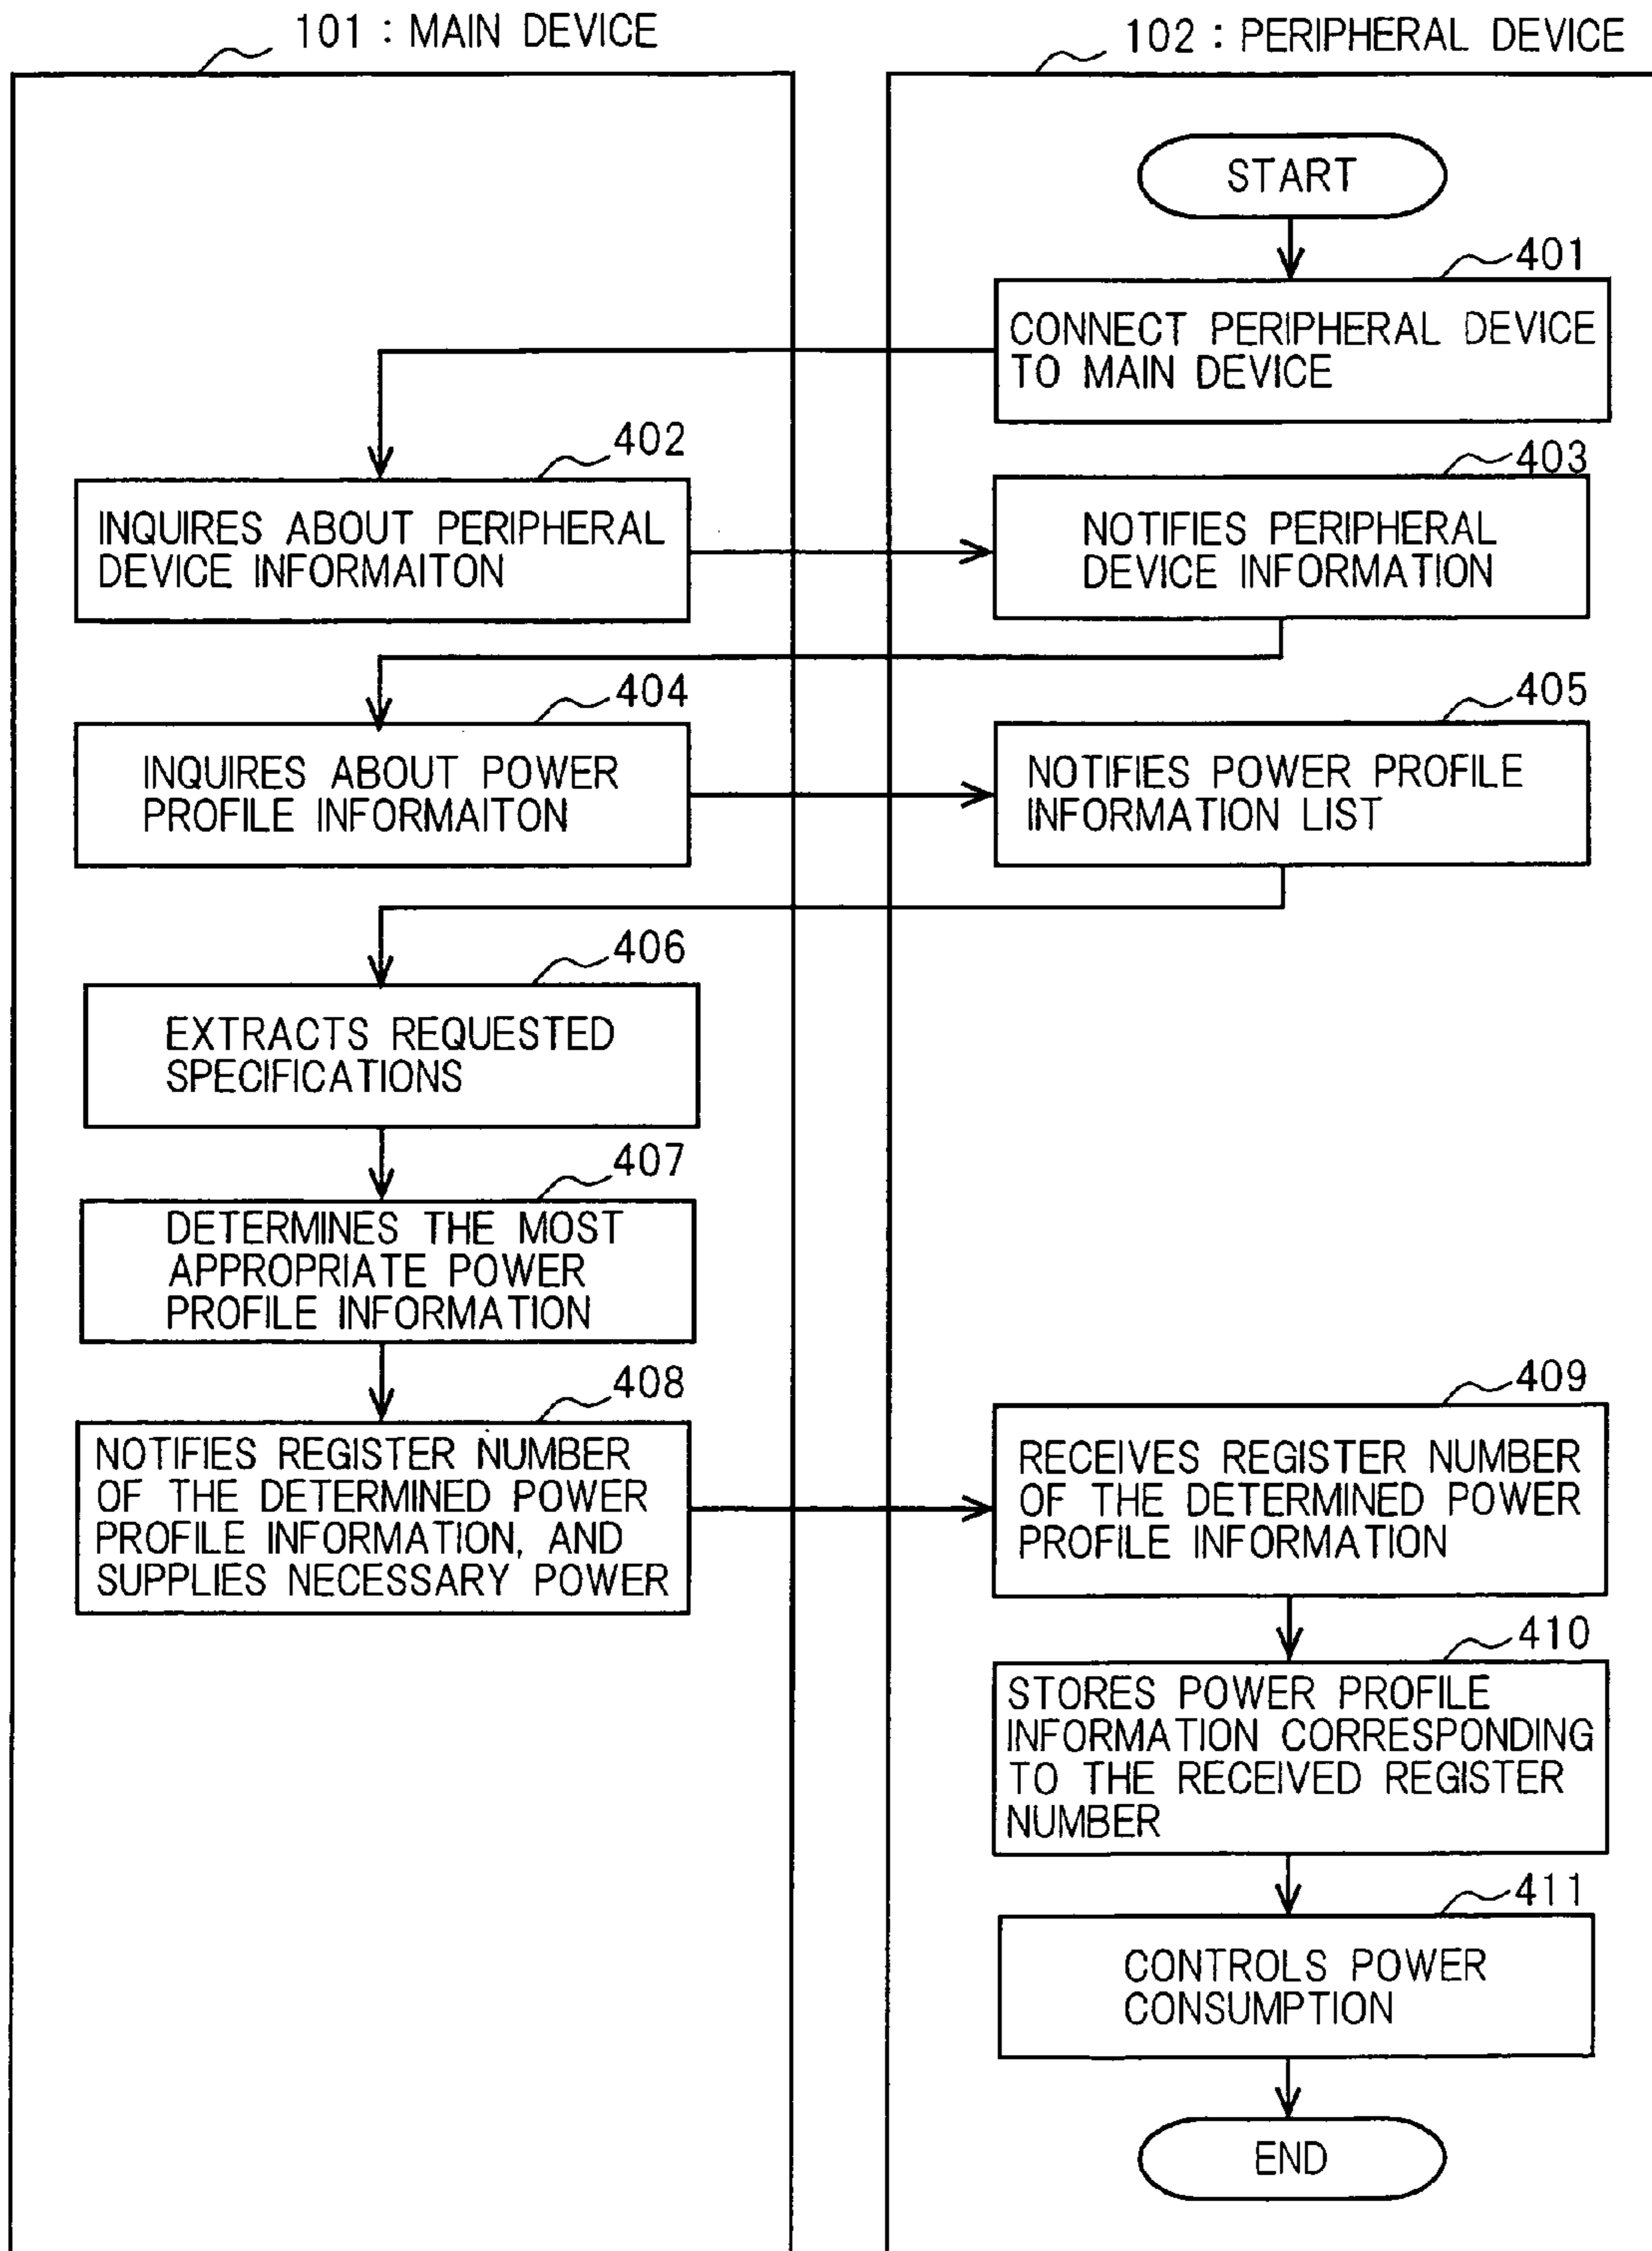 101 : MAIN DEVICE
102 : PERIPHERAL DEVICE
START
401
CONNECT PERIPHERAL DEVICE
TO MAIN DEVICE
402
INQUIRES ABOUT PERIPHERAL
DEVICE INFORMAITON
403
NOTIFIES PERIPHERAL
DEVICE INFORMATION
404
INQUIRES ABOUT POWER
PROFILE INFORMAITON
405
NOTIFIES POWER PROFILE
INFORMATION LIST
406
EXTRACTS REQUESTED
SPECIFICATIONS
407
DETERMINES THE MOST
APPROPRIATE POWER
PROFILE INFORMATION
408
NOTIFIES REGISTER NUMBER
OF THE DETERMINED POWER
PROFILE INFORMATION, AND
SUPPLIES NECESSARY POWER
409
RECEIVES REGISTER NUMBER
OF THE DETERMINED POWER
PROFILE INFORMATION
410
STORES POWER PROFILE
INFORMATION CORRESPONDING
TO THE RECEIVED REGISTER
NUMBER
411
CONTROLS POWER
CONSUMPTION
END